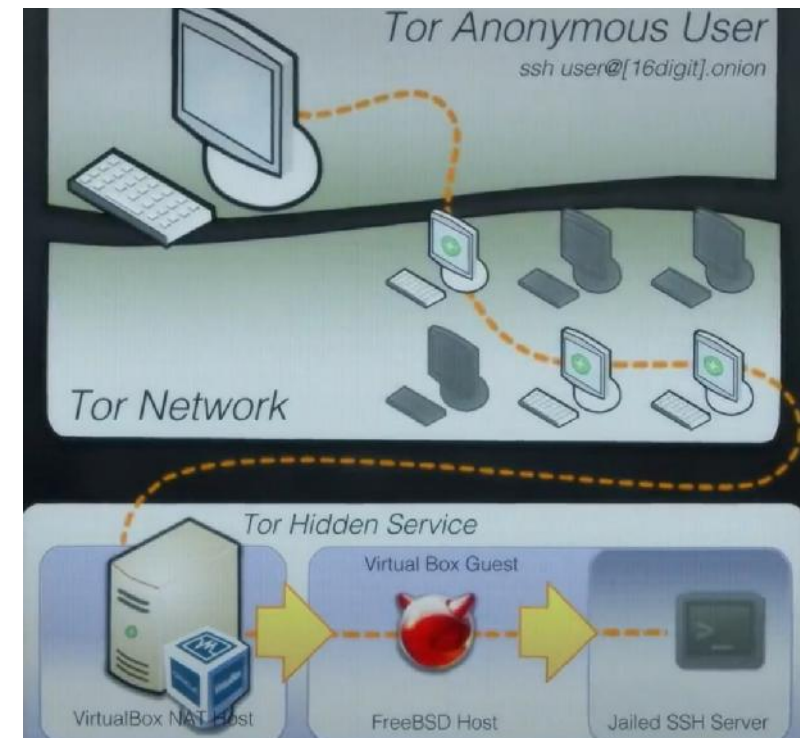 Tor Anonymous User
ssh user@[16digit].onion
Tor Network
Tor Hidden Service
Virtual Box Guest
VirtualBox NAT Host
FreeBSD Host
Jailed SSH Server